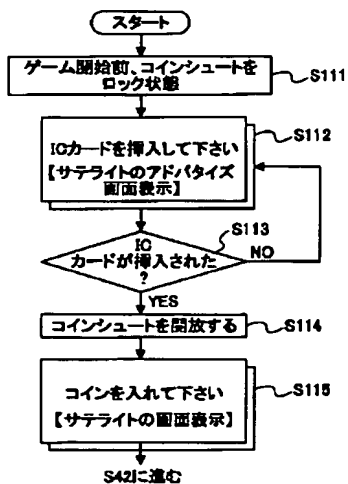 スタート
ゲーム開始前、コインシュートを
ロック状態
S111
ICカードを挿入して下さい
【サテライトのアドバタイズ
画面表示】
S112
IC
カードが挿入された
?
S113
NO
YES
コインシュートを開放する
S114
コインを入れて下さい
【サテライトの画面表示】
S115
S42に進む